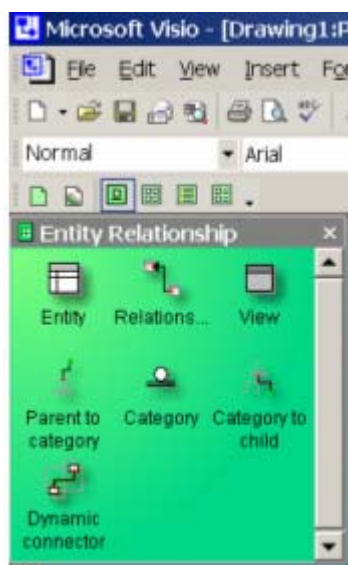 Microsoft Visio - [Drawing1:P
File Edit View Insert Fo
Normal Arial
Entity Relationship
Entity Relations... View
Parent to category Category Category to child
Dynamic connector